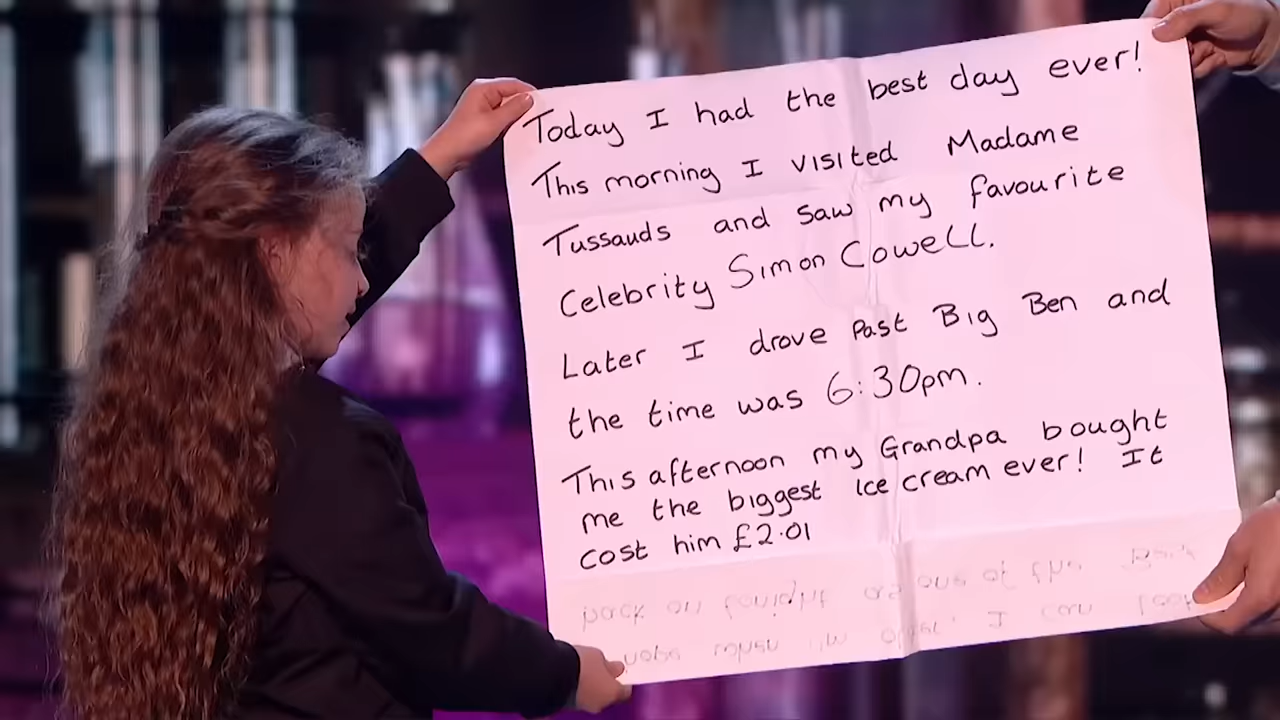 Today I had the best day ever!
This morning I visited Madame
Tussauds and saw my favourite
Celebrity Simon Cowell.
Later I drove past Big Ben and
the time was 6:30pm.
This afternoon my Grandpa bought
me the biggest ice cream ever! It
cost him £2.01